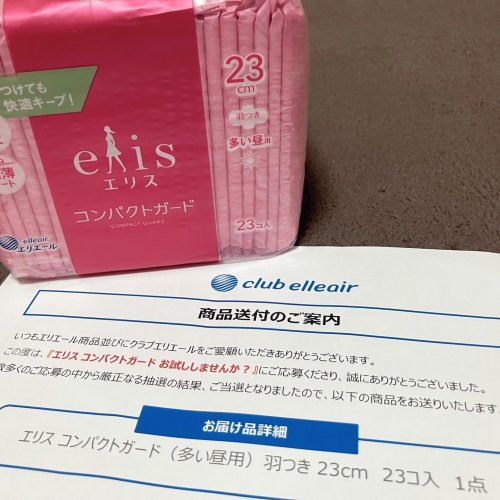 つけても
快適キープ！
23
cm
羽つき
多い昼用
elis
エリス
コンパクトガード
COMPACT GUARD
23コ入
elleair
エリエール
club elleair
商品送付のご案内
いつもエリエール商品並びにクラブエリエールをご愛顧いただきありがとうございます。
この度は、『エリス コンパクトガード お試ししませんか？』にご応募くださり、誠にありがとうございました。
数多くのご応募の中から厳正なる抽選の結果、ご当選となりましたので、以下の商品をお送りいたします
お届け品詳細
エリス コンパクトガード（多い昼用）羽つき 23cm 23コ入 1点